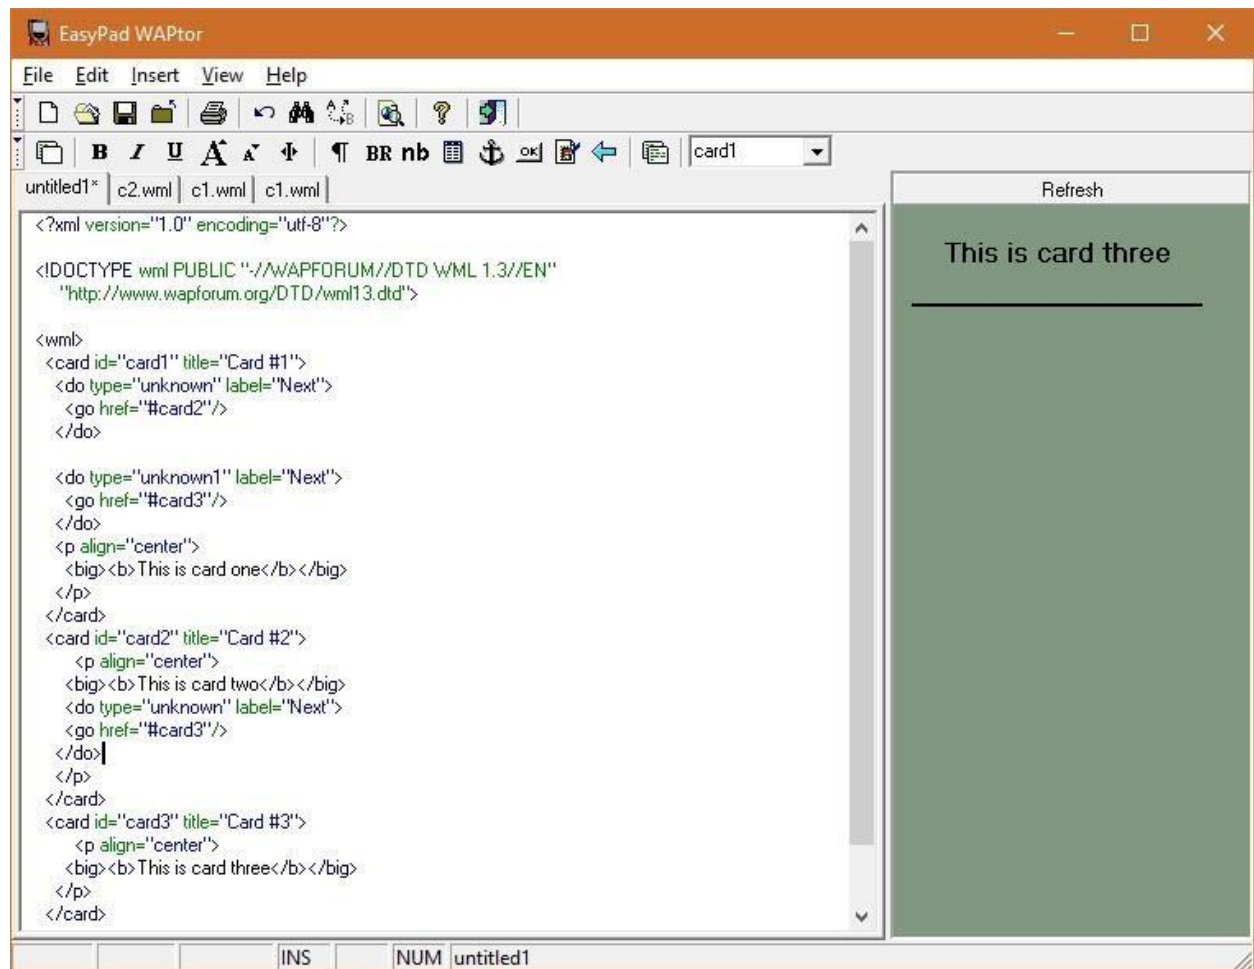 EasyPad WAPtor
File Edit Insert View Help
B I U A A ¶ BR nb OK card1
untitled1* c2.wml c1.wml c1.wml
Refresh
<?xml version="1.0" encoding="utf-8"?>
<!DOCTYPE wml PUBLIC "-//WAPFORUM//DTD WML 1.3//EN"
"http://www.wapforum.org/DTD/wml13.dtd">
<wml>
<card id="card1" title="Card #1">
<do type="unknown" label="Next">
<go href="#card2"/>
</do>
<do type="unknown1" label="Next">
<go href="#card3"/>
</do>
<p align="center">
<big><b>This is card one</b></big>
</p>
</card>
<card id="card2" title="Card #2">
<p align="center">
<big><b>This is card two</b></big>
<do type="unknown" label="Next">
<go href="#card3"/>
</do>
</p>
</card>
<card id="card3" title="Card #3">
<p align="center">
<big><b>This is card three</b></big>
</p>
</card>
This is card three
INS NUM untitled1